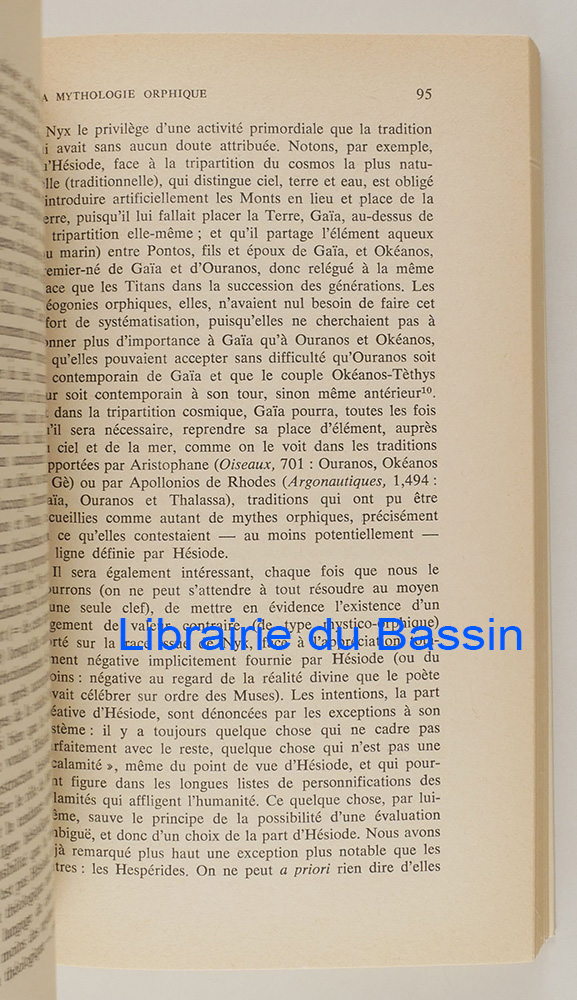 A MYTHOLOGIE ORPHIQUE 95
Nyx le privilège d'une activité primordiale que la tradition
i avait sans aucun doute attribuée. Notons, par exemple,
u'Hésiode, face à la tripartition du cosmos la plus natu-
elle (traditionnelle), qui distingue ciel, terre et eau, est obligé
introduire artificiellement les Monts en lieu et place de la
erre, puisqu'il lui fallait placer la Terre, Gaïa, au-dessus de
tripartition elle-même ; et qu'il partage l'élément aqueux
u marin) entre Pontos, fils et époux de Gaïa, et Okéanos,
emier-né de Gaïa et d'Ouranos, donc relégué à la même
ace que les Titans dans la succession des générations. Les
éogonies orphiques, elles, n'avaient nul besoin de faire cet
fort de systématisation, puisqu'elles ne cherchaient pas à
onner plus d'importance à Gaïa qu'à Ouranos et Okéanos,
qu'elles pouvaient accepter sans difficulté qu'Ouranos soit
contemporain de Gaïa et que le couple Okéanos-Tèthys
ur soit contemporain à son tour, sinon même antérieur¹⁰.
dans la tripartition cosmique, Gaïa pourra, toutes les fois
u'il sera nécessaire, reprendre sa place d'élément, auprès
u ciel et de la mer, comme on le voit dans les traditions
pportées par Aristophane (Oiseaux, 701 : Ouranos, Okéanos
Gè) ou par Apollonios de Rhodes (Argonautiques, 1,494 :
aïa, Ouranos et Thalassa), traditions qui ont pu être
cueillies comme autant de mythes orphiques, précisément
ce qu'elles contestaient — au moins potentiellement —
ligne définie par Hésiode.
Il sera également intéressant, chaque fois que nous le
ourrons (on ne peut s'attendre à tout résoudre au moyen
une seule clef), de mettre en évidence l'existence d'un
gement de valeur contraire (de type mystico-orphique)
Librairie du Bassin
orté sur la race issue de Nyx, face à l'appréciation tota-
ment négative implicitement fournie par Hésiode (ou du
oins : négative au regard de la réalité divine que le poète
vait célébrer sur ordre des Muses). Les intentions, la part
éative d'Hésiode, sont dénoncées par les exceptions à son
stème : il y a toujours quelque chose qui ne cadre pas
rfaitement avec le reste, quelque chose qui n'est pas une
calamité », même du point de vue d'Hésiode, et qui pour-
nt figure dans les longues listes de personnifications des
lamités qui affligent l'humanité. Ce quelque chose, par lui-
ême, sauve le principe de la possibilité d'une évaluation
mbiguë, et donc d'un choix de la part d'Hésiode. Nous avons
jà remarqué plus haut une exception plus notable que les
tres : les Hespérides. On ne peut a priori rien dire d'elles